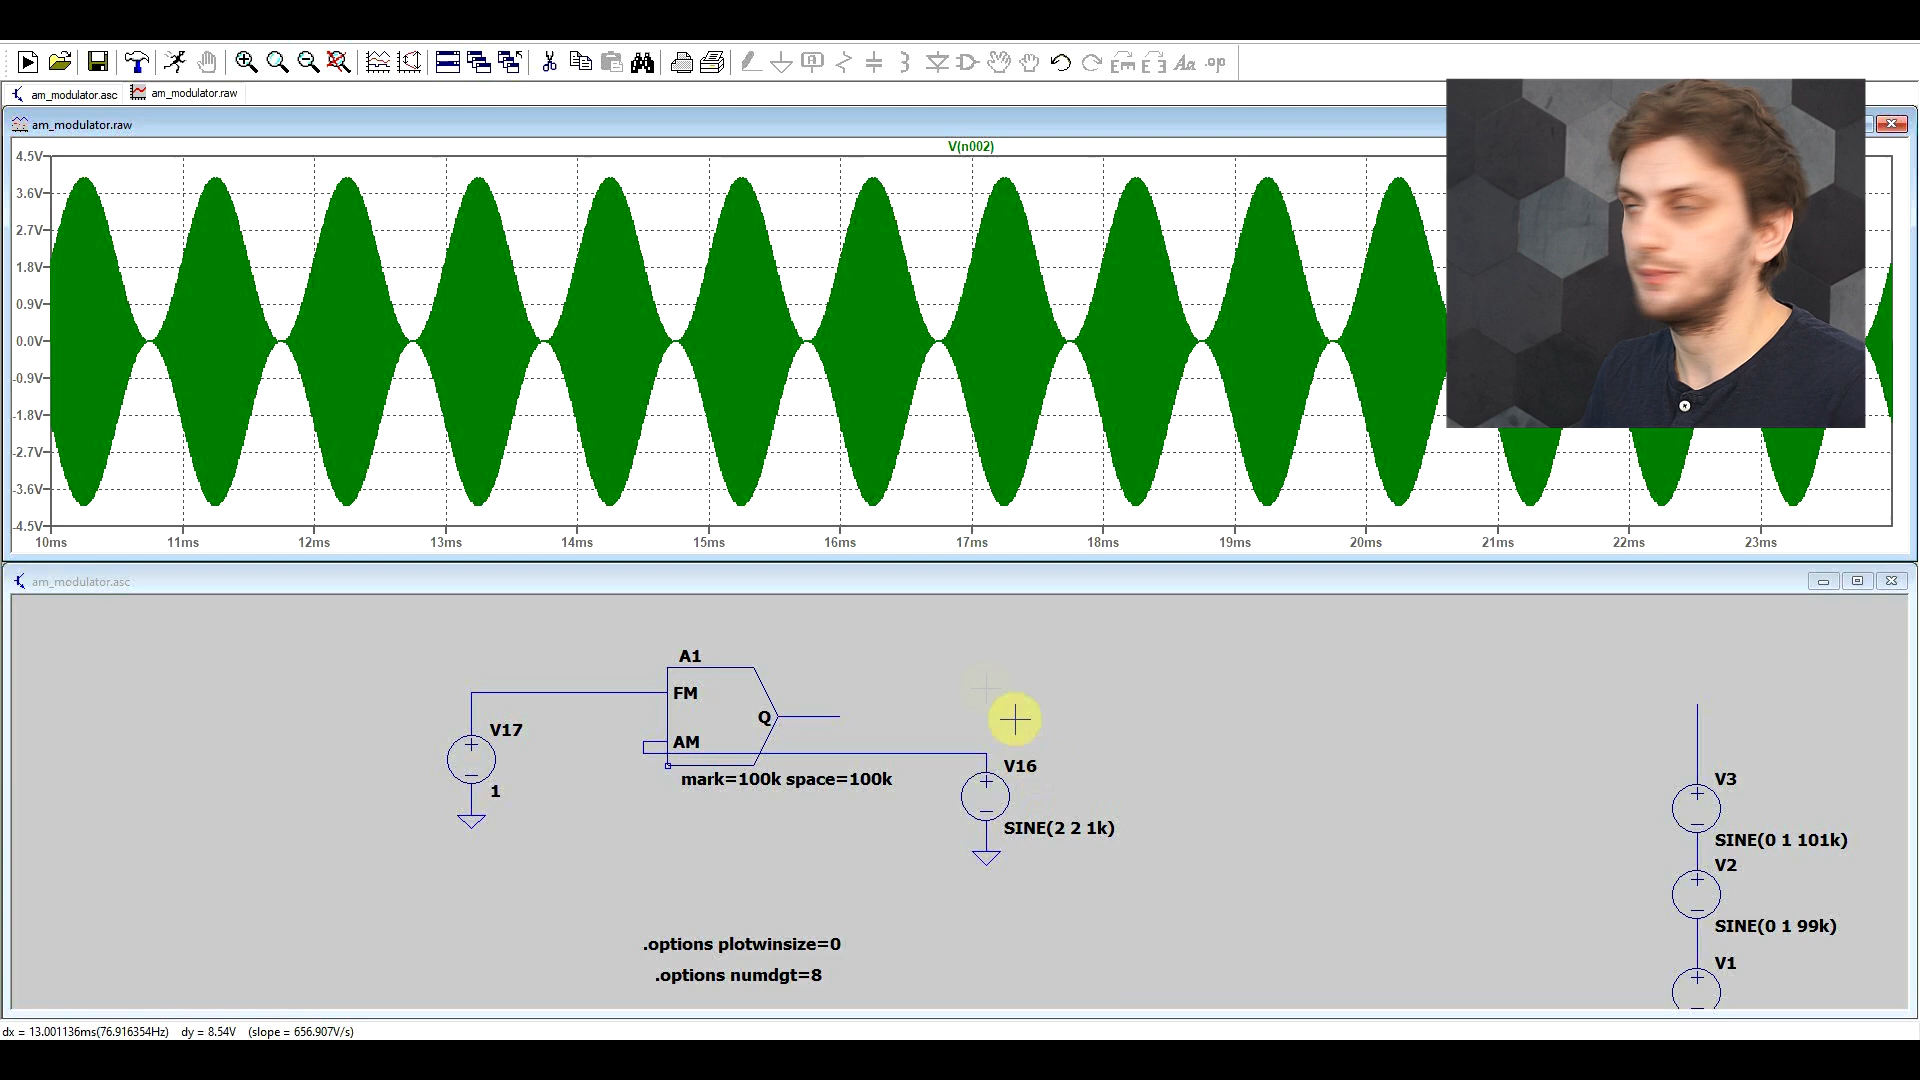 am_modulator.asc
am_modulator.raw
am_modulator.raw
V(n002)
4.5V
3.6V
2.7V
1.8V
0.9V
0.0V
-0.9V
-1.8V
-2.7V
-3.6V
-4.5V
10ms 11ms 12ms 13ms 14ms 15ms 16ms 17ms 18ms 19ms 20ms 21ms 22ms 23ms
am_modulator.asc
A1
FM
Q
AM
mark=100k space=100k
V17
1
V16
SINE(2 2 1k)
V3
SINE(0 1 101k)
V2
SINE(0 1 99k)
V1
.options plotwinsize=0
.options numdgt=8
dx = 13.001136ms(76.916354Hz) dy = 8.54V (slope = 656.907V/s)
Aa
.op